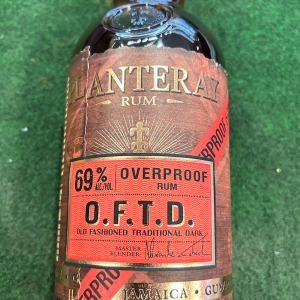 LANTERAY
RUM
69% ALC/VOL OVERPROOF RUM
O.F.T.D.
OLD FASHIONED TRADITIONAL DARK
MASTER BLENDER:
JAMAICA